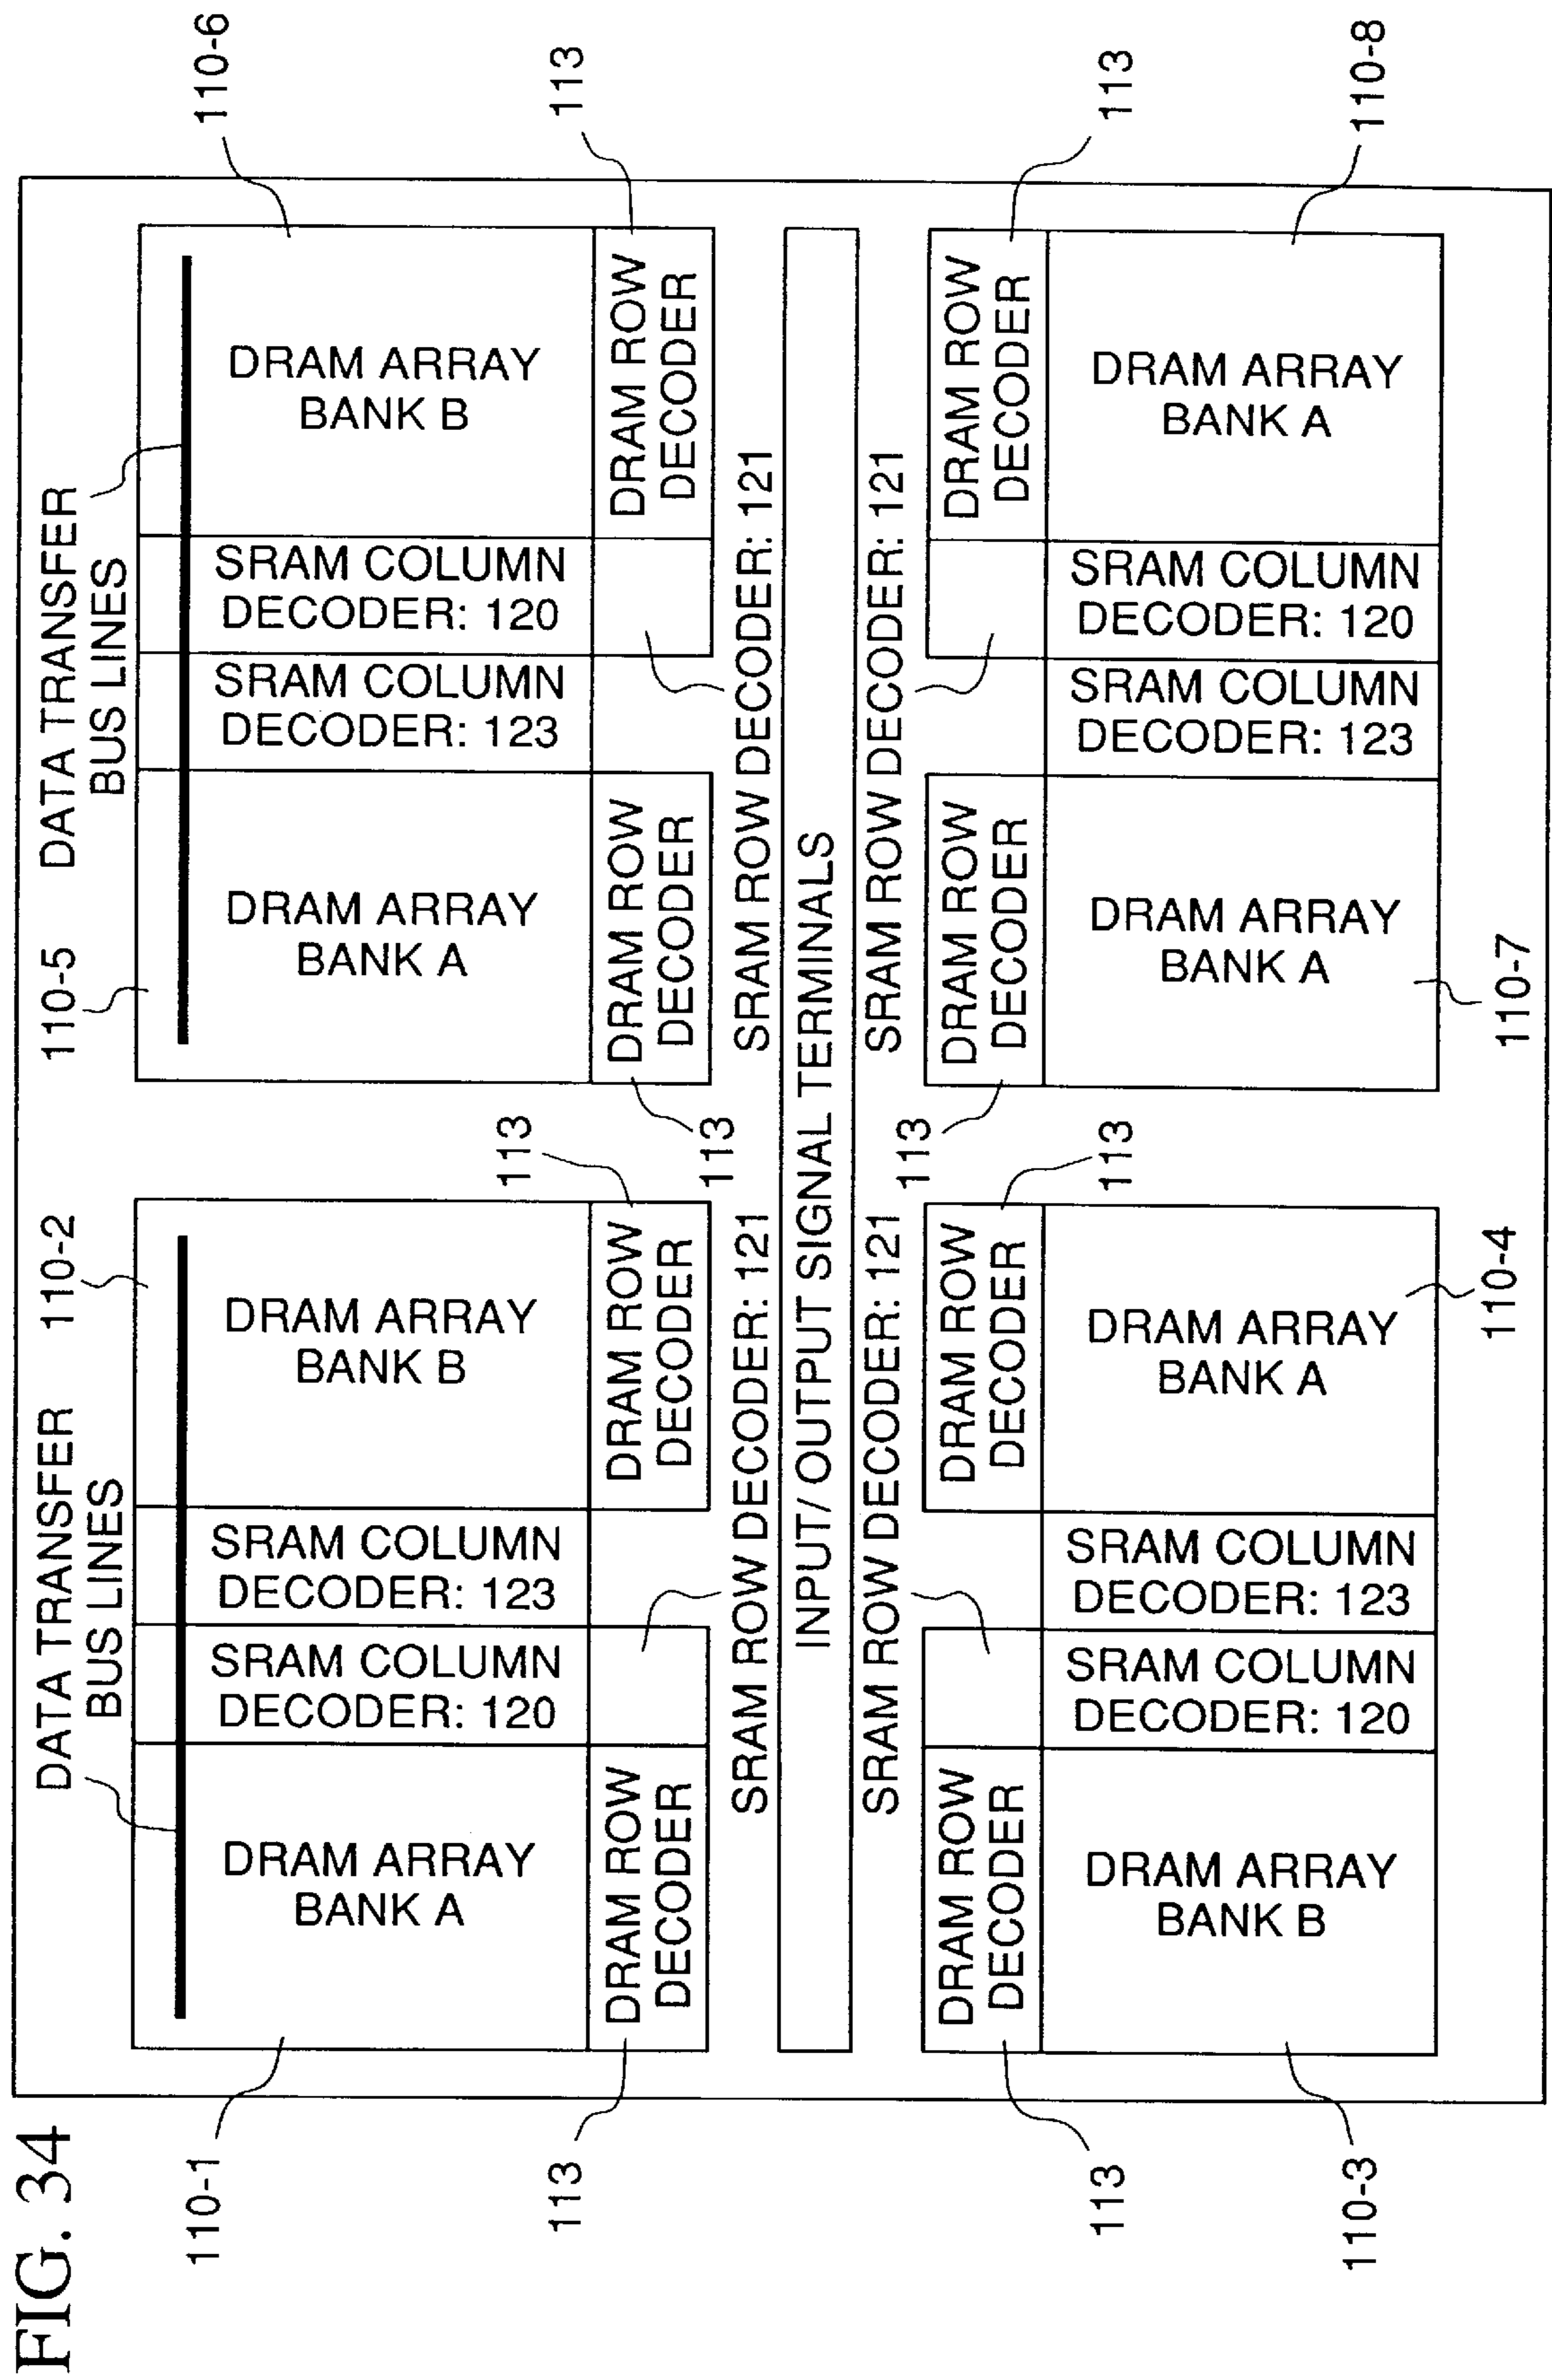 FIG. 34
110-6
113
113
110-8
DATA TRANSFER
BUS LINES
110-5
DRAM ARRAY
BANK B
DRAM ROW
DECODER
SRAM COLUMN
DECODER: 120
SRAM COLUMN
DECODER: 123
DRAM ARRAY
BANK A
DRAM ROW
DECODER
113
SRAM ROW DECODER: 121
INPUT/ OUTPUT SIGNAL TERMINALS
SRAM ROW DECODER: 121
DRAM ROW
DECODER
DRAM ARRAY
BANK A
SRAM COLUMN
DECODER: 120
SRAM COLUMN
DECODER: 123
DRAM ROW
DECODER
DRAM ARRAY
BANK A
113
110-7
DATA TRANSFER
BUS LINES
110-2
113
DRAM ARRAY
BANK B
DRAM ROW
DECODER
SRAM COLUMN
DECODER: 123
SRAM COLUMN
DECODER: 120
DRAM ARRAY
BANK A
DRAM ROW
DECODER
SRAM ROW DECODER: 121
SRAM ROW DECODER: 121
113
DRAM ROW
DECODER
DRAM ARRAY
BANK A
110-4
SRAM COLUMN
DECODER: 123
SRAM COLUMN
DECODER: 120
DRAM ROW
DECODER
DRAM ARRAY
BANK B
110-1
113
113
110-3